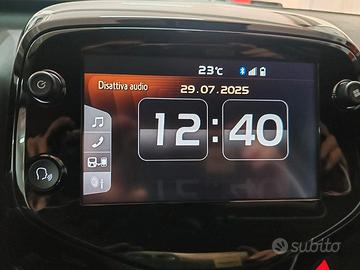 23°C
Disattiva audio
29.07.2025
12:40
subito